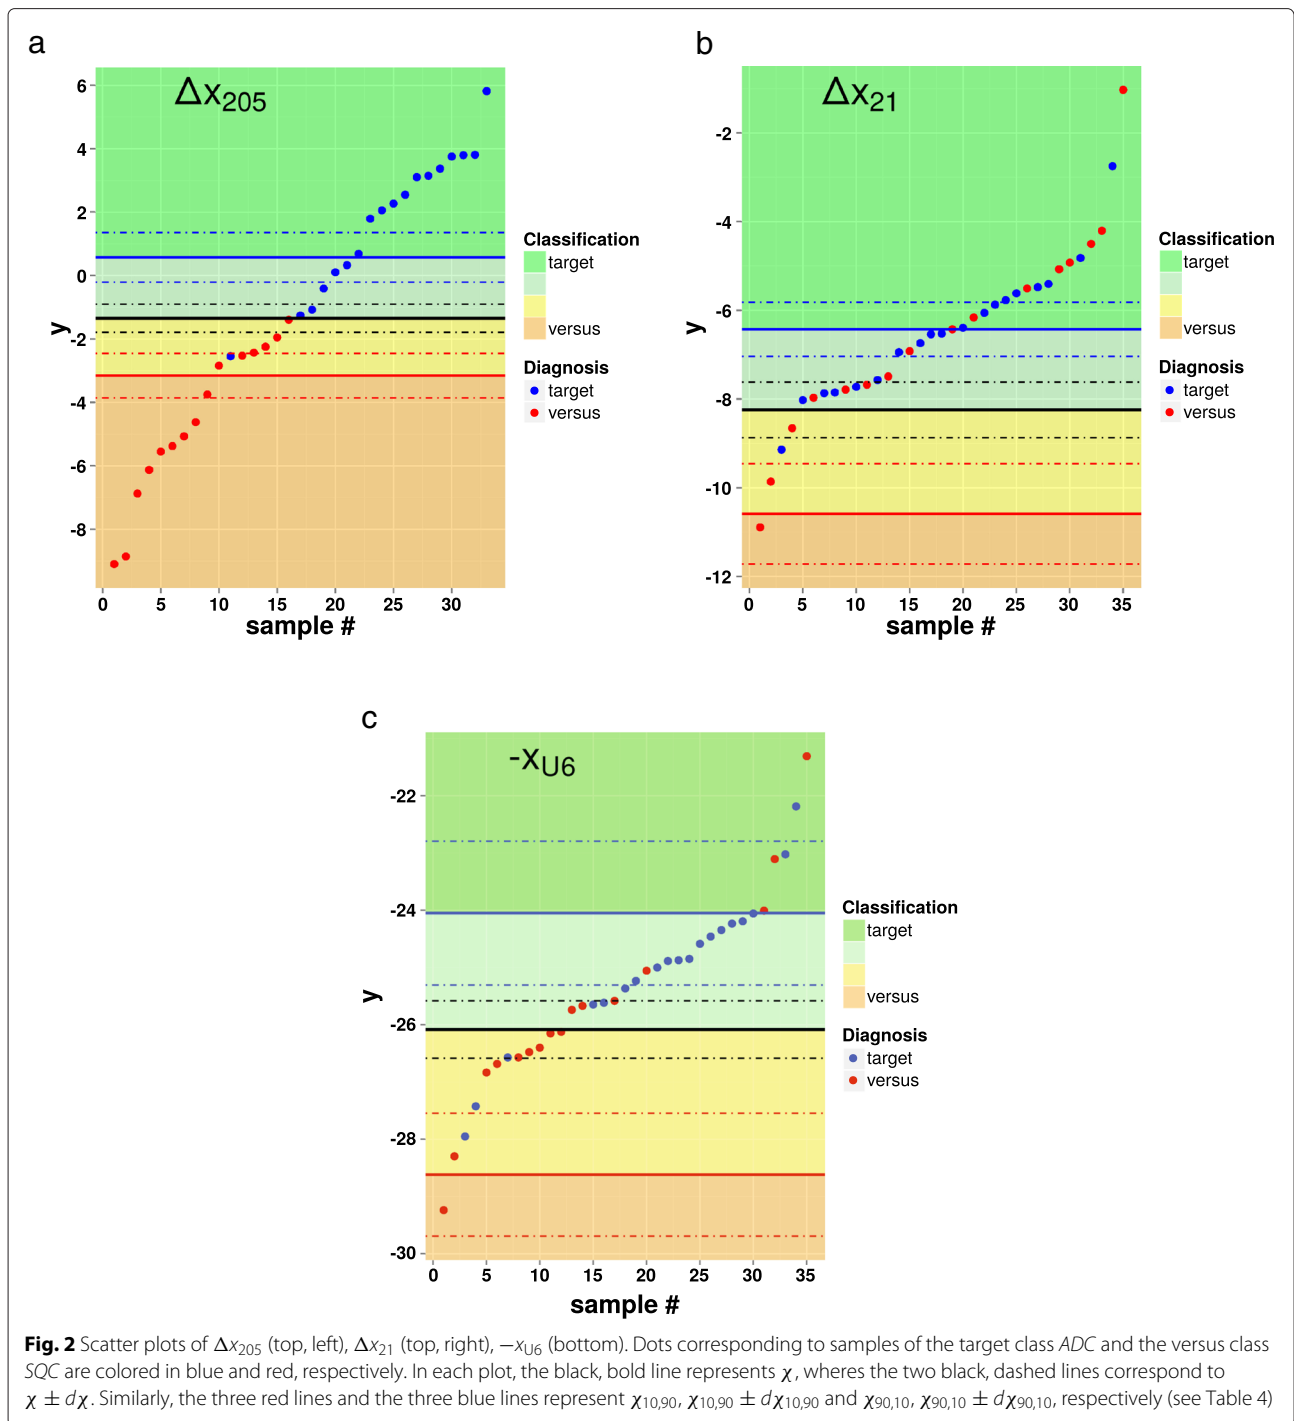 a
Δx205
y
6
4
2
0
-2
-4
-6
-8
0 5 10 15 20 25 30
sample #
Classification
target
versus
Diagnosis
target
versus
b
Δx21
y
-2
-4
-6
-8
-10
-12
0 5 10 15 20 25 30 35
sample #
Classification
target
versus
Diagnosis
target
versus
c
-xU6
y
-22
-24
-26
-28
-30
0 5 10 15 20 25 30 35
sample #
Classification
target
versus
Diagnosis
target
versus
Fig. 2 Scatter plots of Δx205 (top, left), Δx21 (top, right), −xU6 (bottom). Dots corresponding to samples of the target class ADC and the versus class
SQC are colored in blue and red, respectively. In each plot, the black, bold line represents χ, wheres the two black, dashed lines correspond to
χ ± dχ. Similarly, the three red lines and the three blue lines represent χ10,90, χ10,90 ± dχ10,90 and χ90,10, χ90,10 ± dχ90,10, respectively (see Table 4)